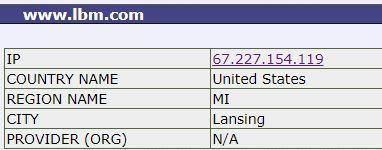 www.lbm.com
IP 67.227.154.119
COUNTRY NAME United States
REGION NAME MI
CITY Lansing
PROVIDER (ORG) N/A